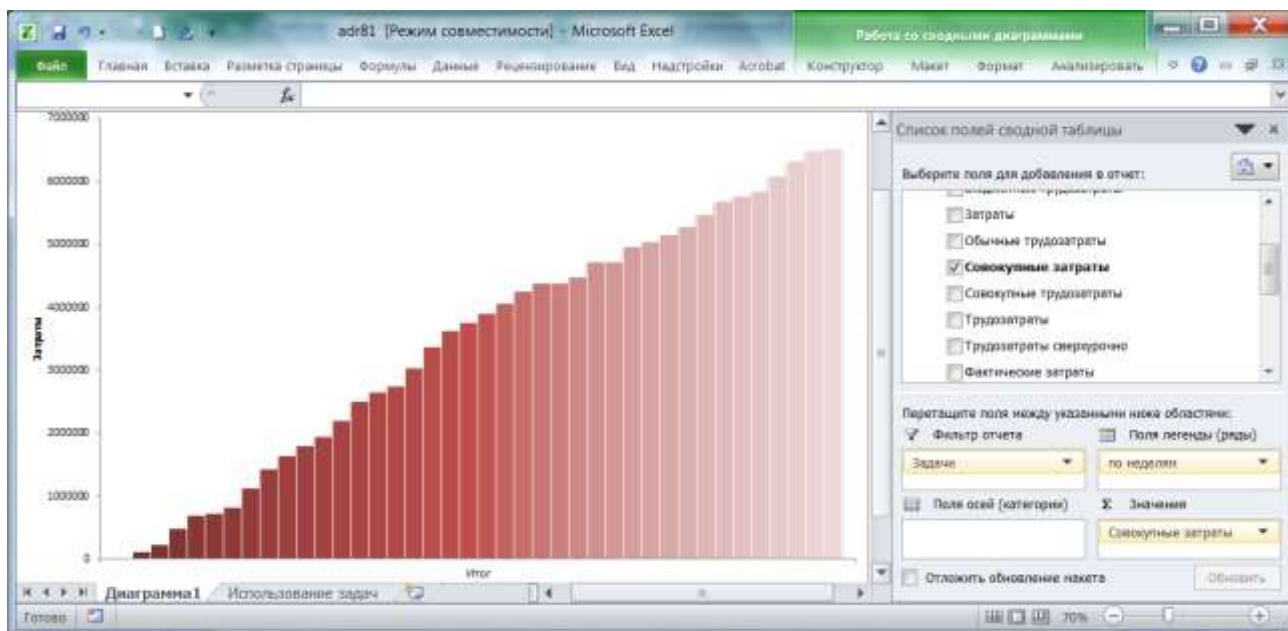 adr81 [Режим совместимости] - Microsoft Excel
Работа со сводными диаграммами
Файл Главная Вставка Разметка страницы Формулы Данные Рецензирование Вид Надстройки Acrobat Конструктор Макет Формат Анализировать
fx
7000000
6000000
5000000
4000000
3000000
2000000
1000000
0
Затраты
Итог
Список полей сводной таблицы
Выберите поля для добавления в отчет:
трудозатраты
Затраты
Обычные трудозатраты
Совокупные затраты
Совокупные трудозатраты
Трудозатраты
Трудозатраты сверхурочно
Фактические затраты
Перетащите поля между указанными ниже областями:
Фильтр отчета
Поля легенды (ряды)
Задача
по неделям
Поля осей (категории)
Σ Значения
Совокупные затраты
Отложить обновление макета
Обновить
Диаграмма1 Использование задач
Готово
70%